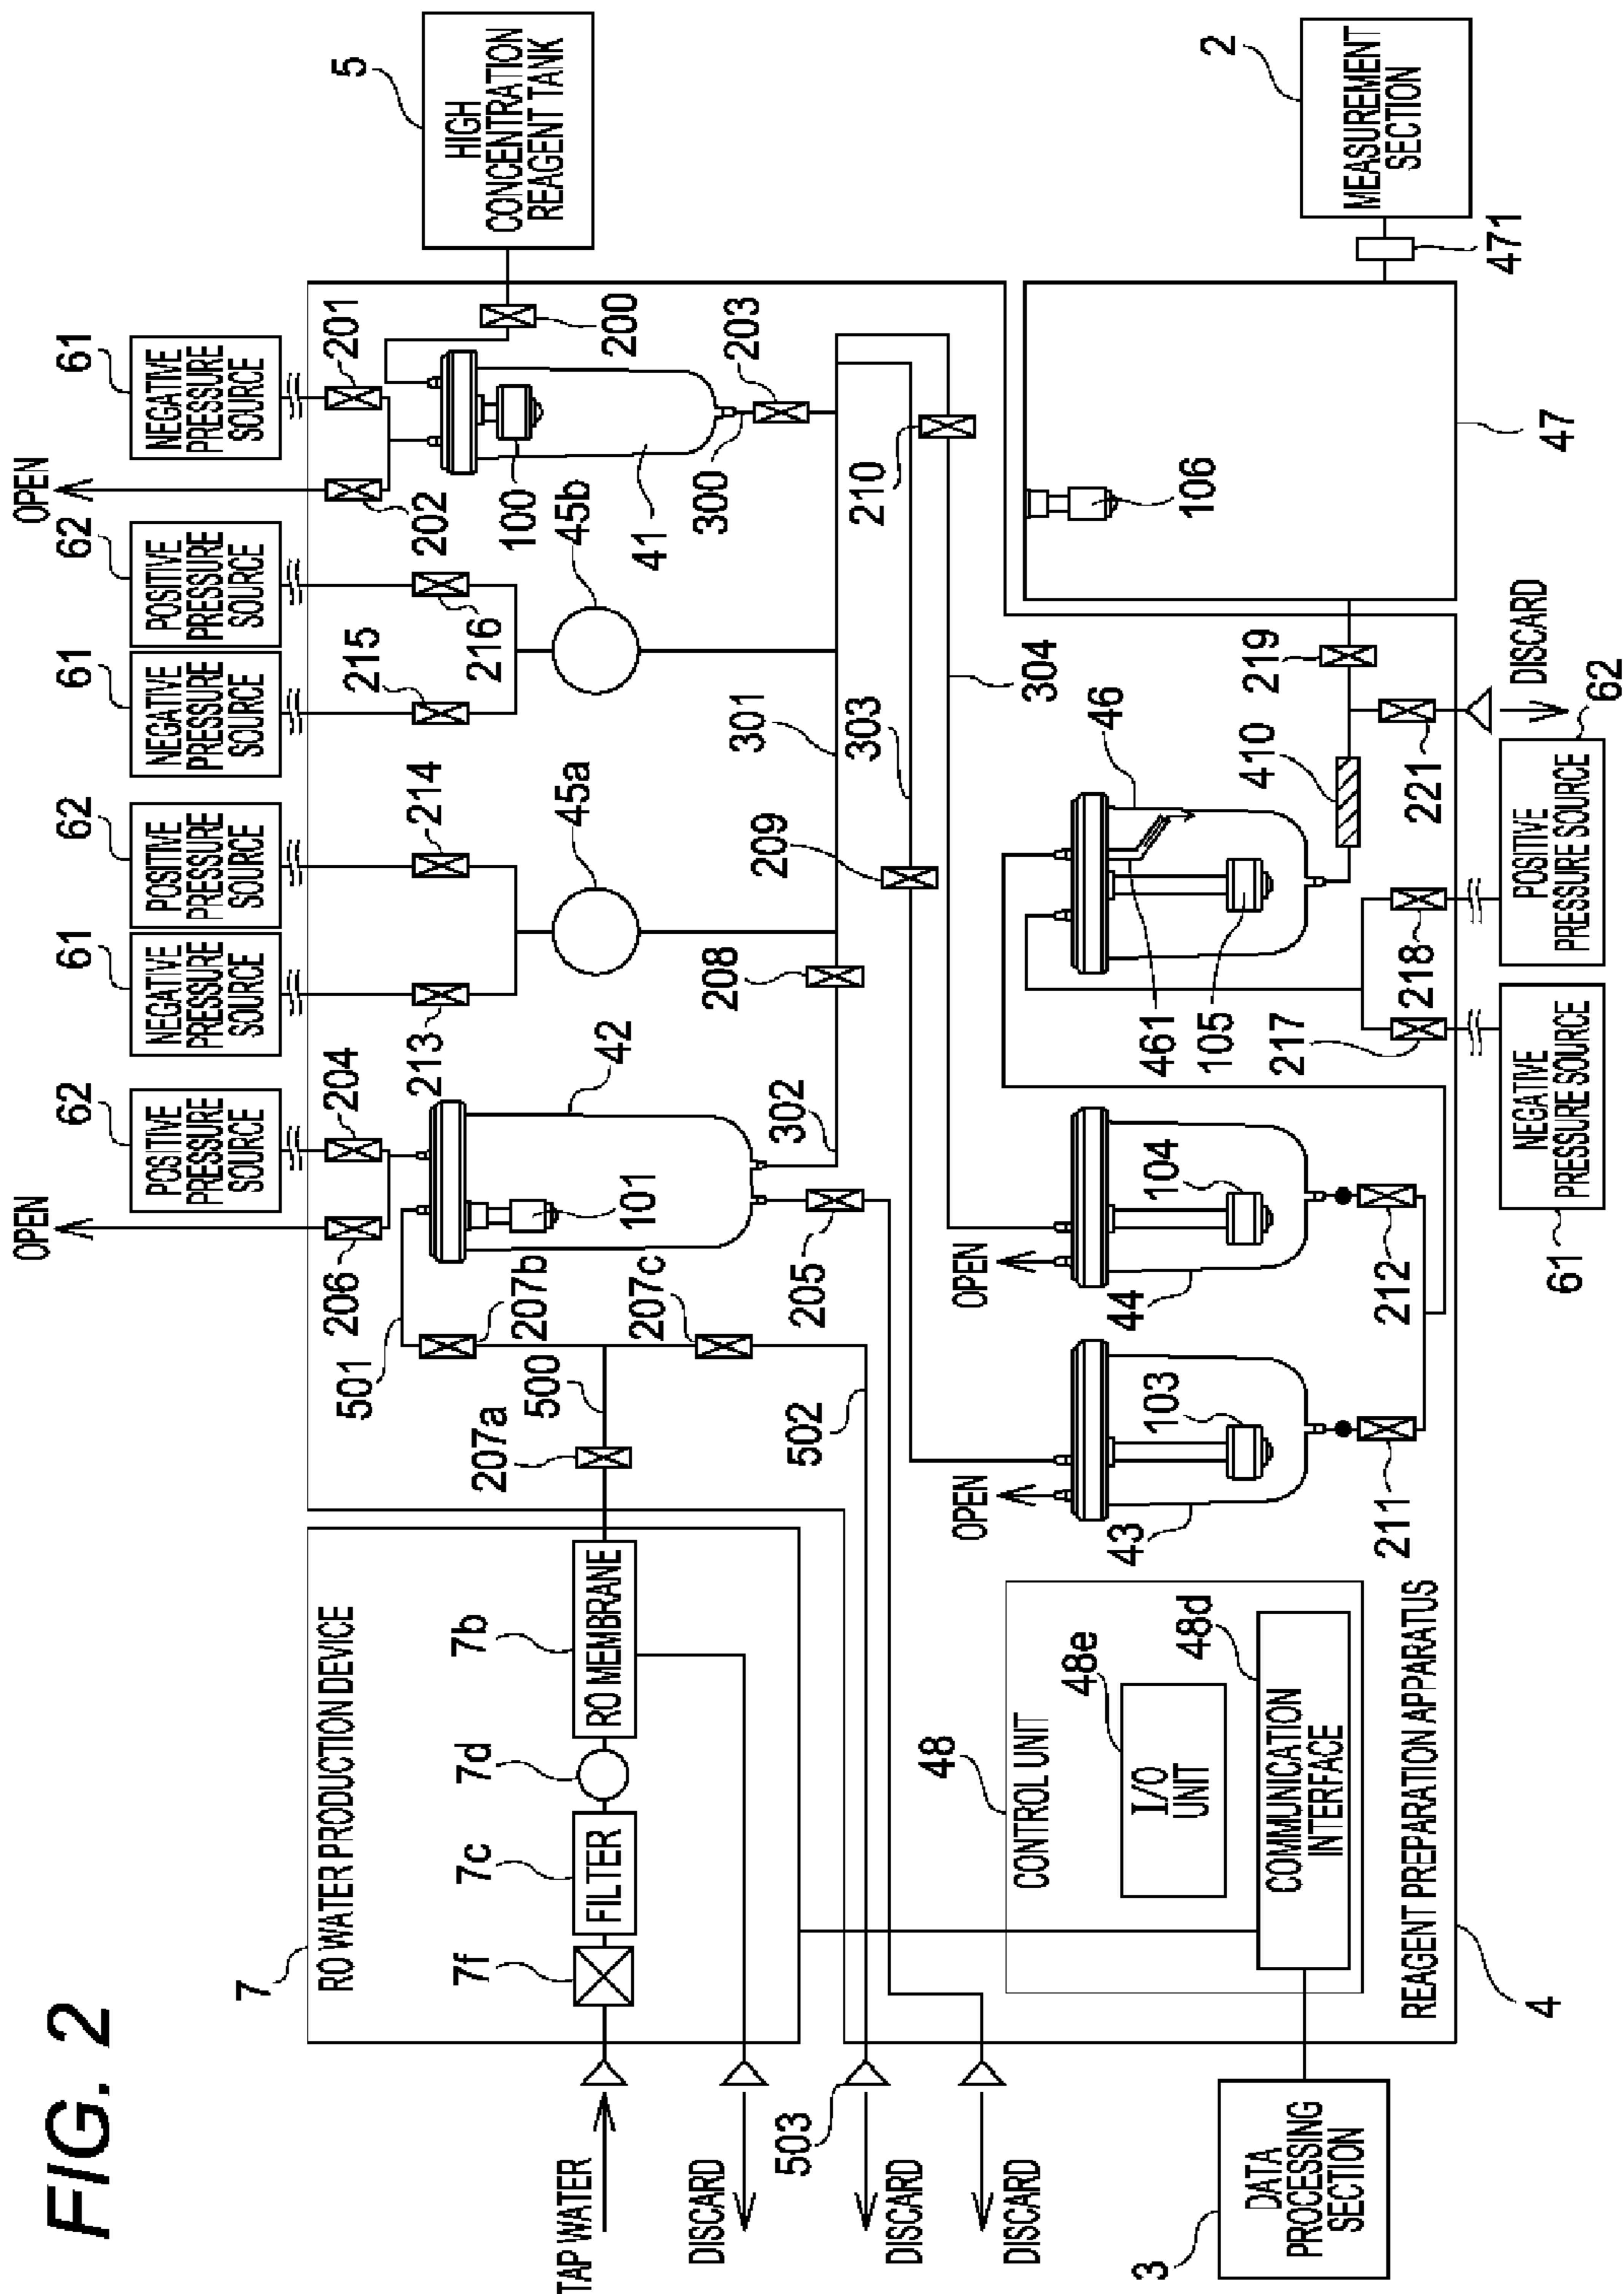 FIG. 2
OPEN
62
POSITIVE
PRESSURE
SOURCE
204
206
61
NEGATIVE
PRESSURE
SOURCE
213
62
POSITIVE
PRESSURE
SOURCE
214
61
NEGATIVE
PRESSURE
SOURCE
215
62
POSITIVE
PRESSURE
SOURCE
216
OPEN
202
61
NEGATIVE
PRESSURE
SOURCE
201
5
HIGH
CONCENTRATION
REAGENT TANK
200
7
RO WATER PRODUCTION DEVICE
TAP WATER
7f
7c
FILTER
7d
7b
RO MEMBRANE
207a
500
501
207b
207c
101
42
205
302
45a
45b
100
41
300
203
208
301
DISCARD
503
DISCARD
DISCARD
502
209
303
210
304
OPEN
43
103
211
OPEN
44
104
212
461
105
46
410
217
218
219
221
DISCARD
61
NEGATIVE
PRESSURE SOURCE
62
POSITIVE
PRESSURE SOURCE
106
47
471
2
MEASUREMENT
SECTION
48
CONTROL UNIT
48e
I/O
UNIT
48d
COMMUNICATION
INTERFACE
REAGENT PREPARATION APPARATUS
4
3
DATA
PROCESSING
SECTION